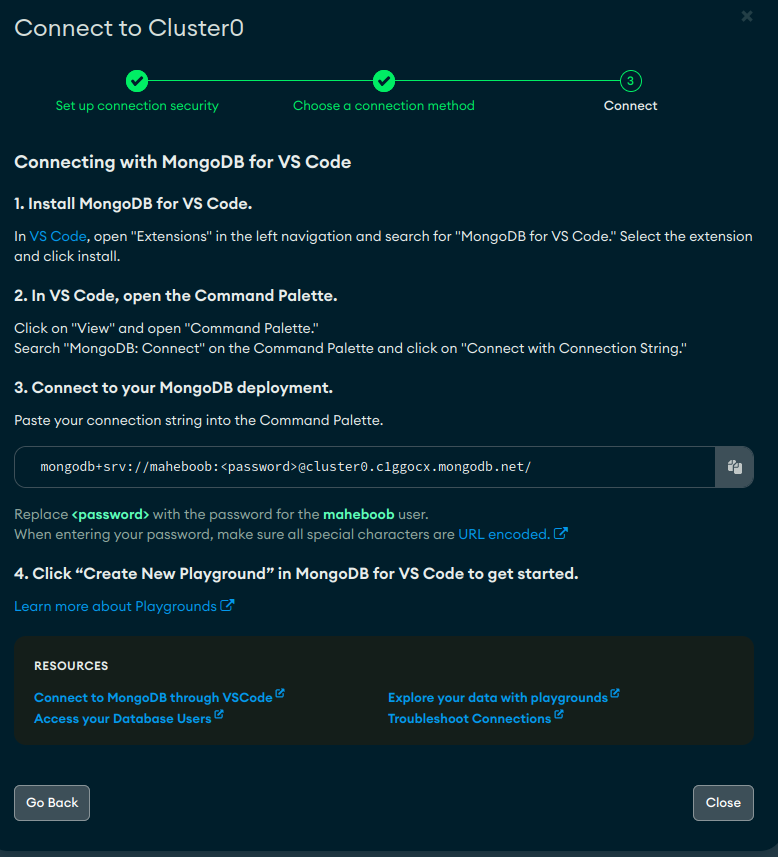 Connect to Cluster0
3
Set up connection security
Choose a connection method
Connect
Connecting with MongoDB for VS Code
1. Install MongoDB for VS Code.
In VS Code, open "Extensions" in the left navigation and search for "MongoDB for VS Code." Select the extension
and click install.
2. In VS Code, open the Command Palette.
Click on "View" and open "Command Palette."
Search "MongoDB: Connect" on the Command Palette and click on "Connect with Connection String."
3. Connect to your MongoDB deployment.
Paste your connection string into the Command Palette.
mongodb+srv://maheboob:<password>@cluster0.c1ggocx.mongodb.net/
Replace <password> with the password for the maheboob user.
When entering your password, make sure all special characters are URL encoded.
4. Click “Create New Playground” in MongoDB for VS Code to get started.
Learn more about Playgrounds
RESOURCES
Connect to MongoDB through VSCode
Explore your data with playgrounds
Access your Database Users
Troubleshoot Connections
Go Back
Close